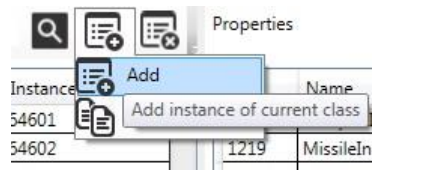 Properties
Add
Instance
Name
Add instance of current class
54601
54602
1219
MissileIn